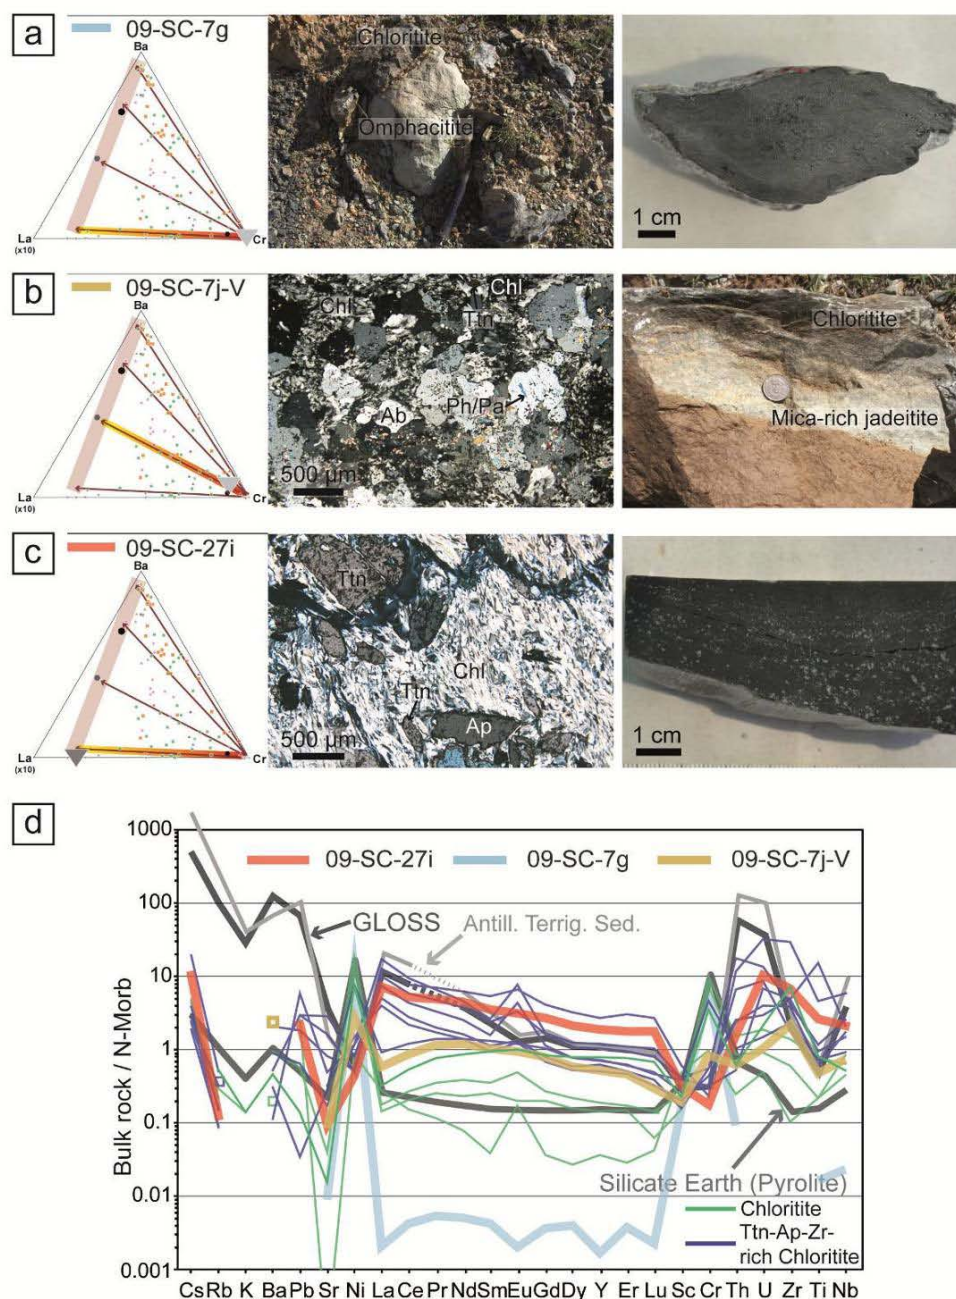 a
09-SC-7g
Ba
La
(x10)
Cr
Chloritite
Omphacitite
1 cm
b
09-SC-7j-V
Ba
La
(x10)
Cr
Chl
Chl
Ttn
Ab
Ph/Pa
500 µm
Chloritite
Mica-rich jadeitite
c
09-SC-27i
Ba
La
(x10)
Cr
Ttn
Chl
Ttn
Ap
500 µm
1 cm
d
Bulk rock / N-Morb
1000
100
10
1
0.1
0.01
0.001
09-SC-27i
09-SC-7g
09-SC-7j-V
GLOSS
Antill. Terrig. Sed.
Silicate Earth (Pyrolite)
Chloritite
Ttn-Ap-Zr-
rich Chloritite
Cs Rb K Ba Pb Sr Ni La Ce Pr Nd Sm Eu Gd Dy Y Er Lu Sc Cr Th U Zr Ti Nb